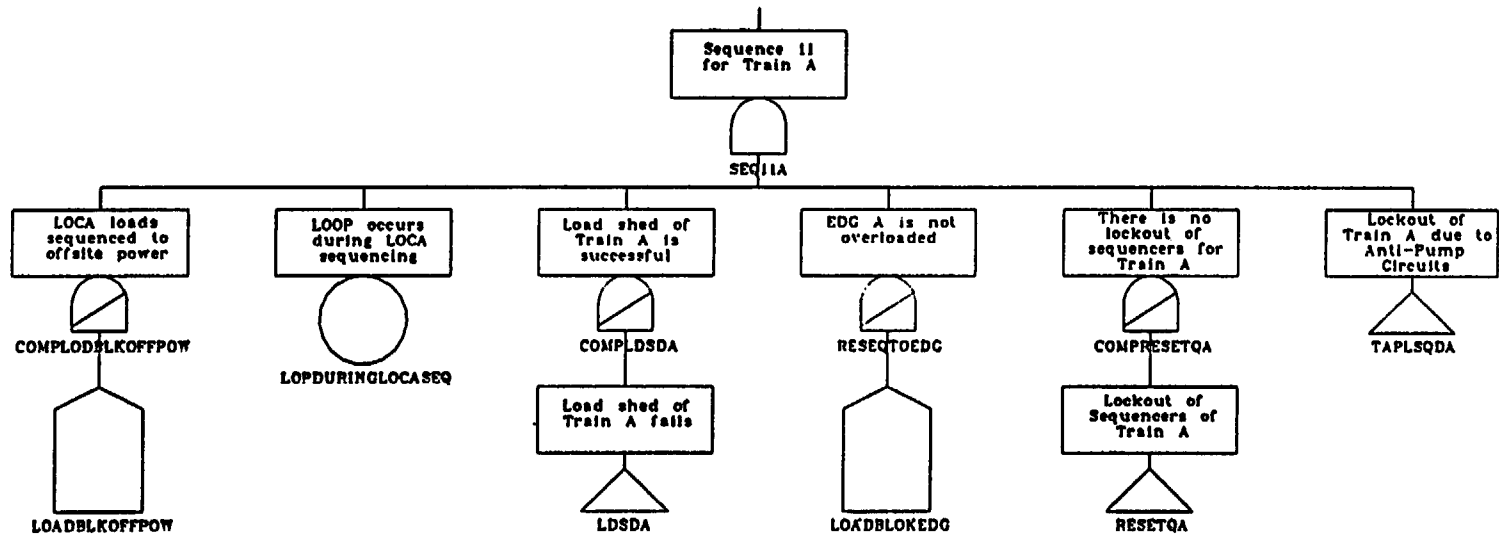 Sequence 11
for Train A
SEQ11A
LOCA loads
sequenced to
offsite power
LOOP occurs
during LOCA
sequencing
Load shed of
Train A is
successful
EDG A is not
overloaded
There is no
lockout of
sequencers for
Train A
Lockout of
Train A due to
Anti-Pump
Circuits
COMPLODBLKOFFPOW
LOPDURINGLOCASEQ
COMPLDSDA
RESEQTOEDG
COMPRESETQA
TAPLSQDA
Load shed of
Train A fails
Lockout of
Sequencers of
Train A
LOADBLKOFFPOW
LDSDA
LOADBLOKEDG
RESETQA